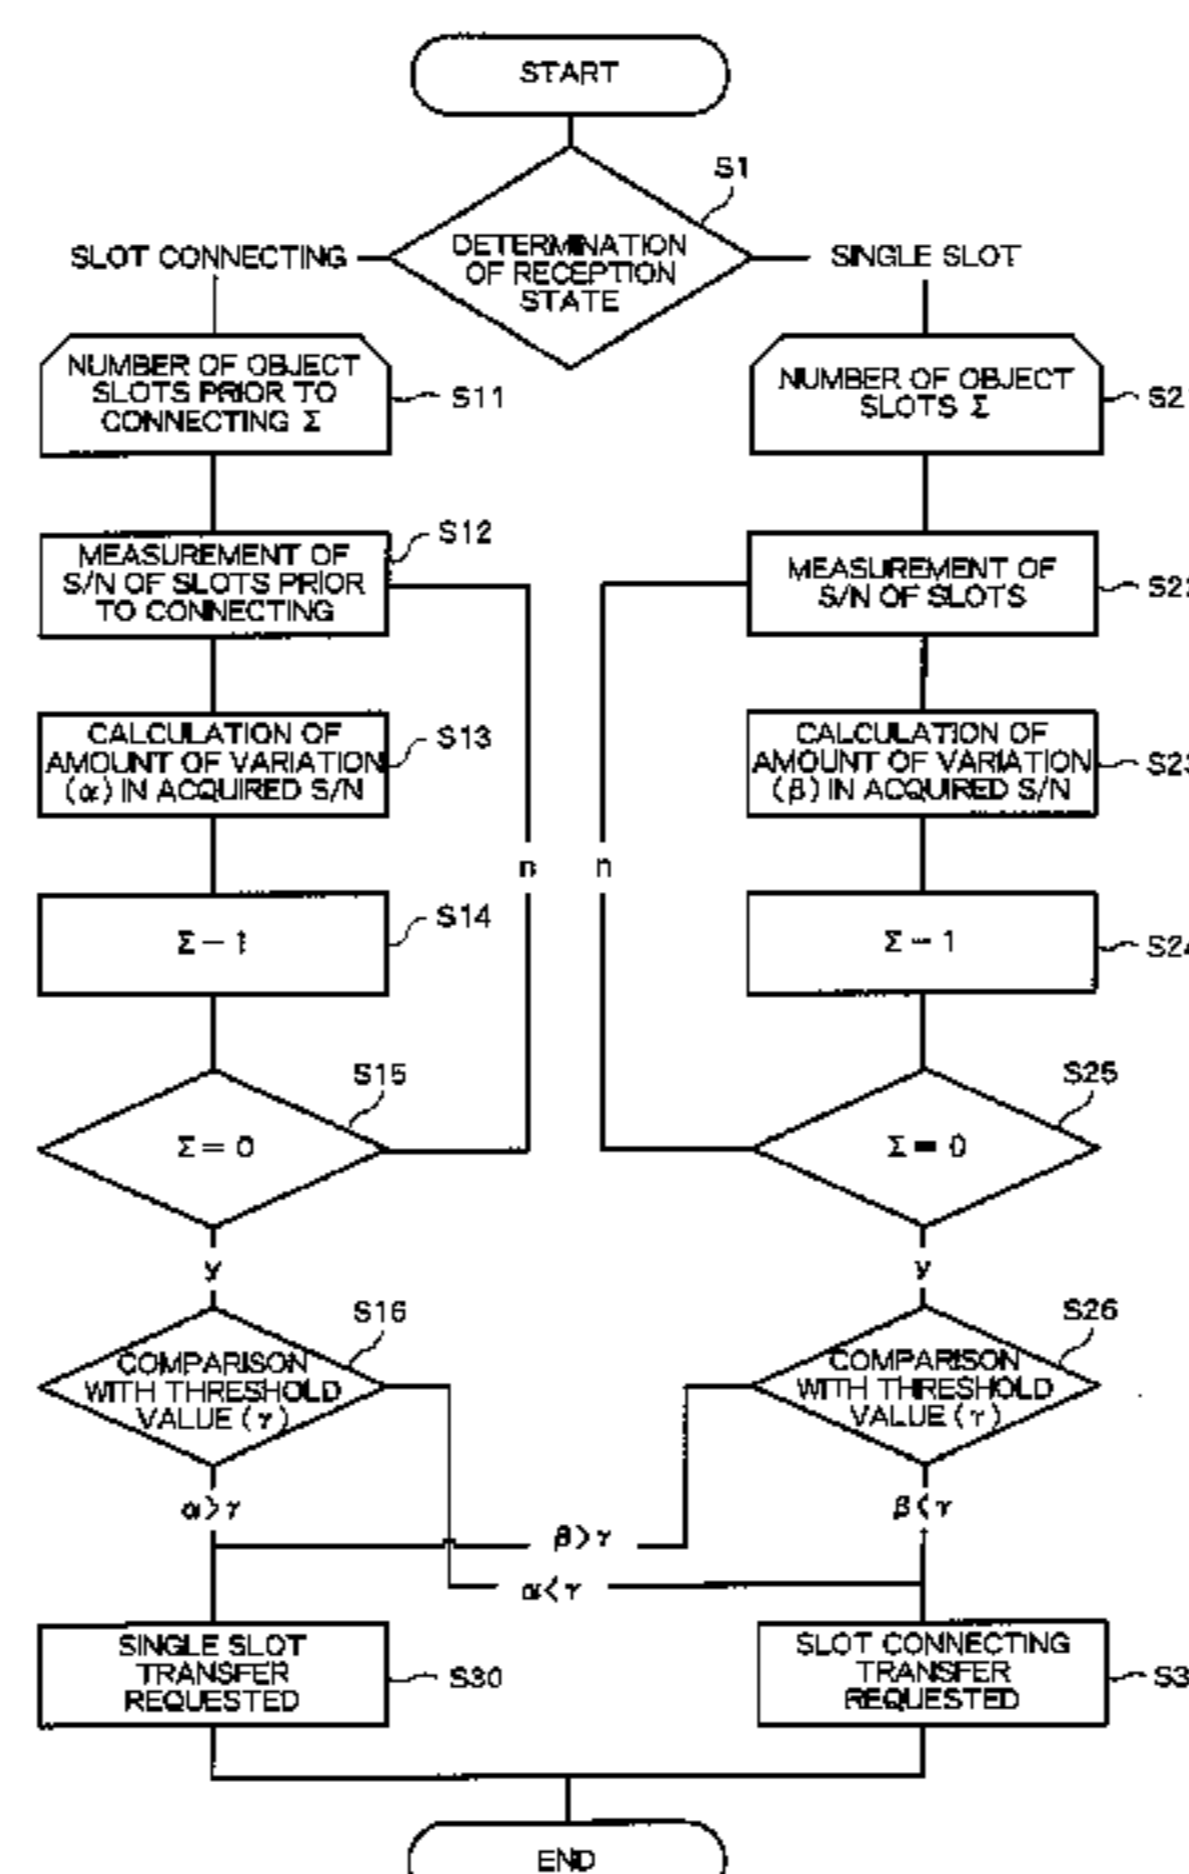 START
S1
SLOT CONNECTING
DETERMINATION
OF RECEPTION
STATE
SINGLE SLOT
NUMBER OF OBJECT
SLOTS PRIOR TO
CONNECTING Σ
S11
NUMBER OF OBJECT
SLOTS Σ
S2
MEASUREMENT OF
S/N OF SLOTS PRIOR
TO CONNECTING
S12
MEASUREMENT OF
S/N OF SLOTS
S2
CALCULATION OF
AMOUNT OF VARIATION
(α) IN ACQUIRED S/N
S13
CALCULATION OF
AMOUNT OF VARIATION
(β) IN ACQUIRED S/N
S23
n
n
Σ − 1
S14
Σ − 1
S24
S15
Σ = 0
S25
Σ = 0
y
y
S16
COMPARISON
WITH THRESHOLD
VALUE (γ)
S26
COMPARISON
WITH THRESHOLD
VALUE (γ)
α > γ
β < γ
β > γ
α < γ
SINGLE SLOT
TRANSFER
REQUESTED
S30
SLOT CONNECTING
TRANSFER
REQUESTED
S3
END